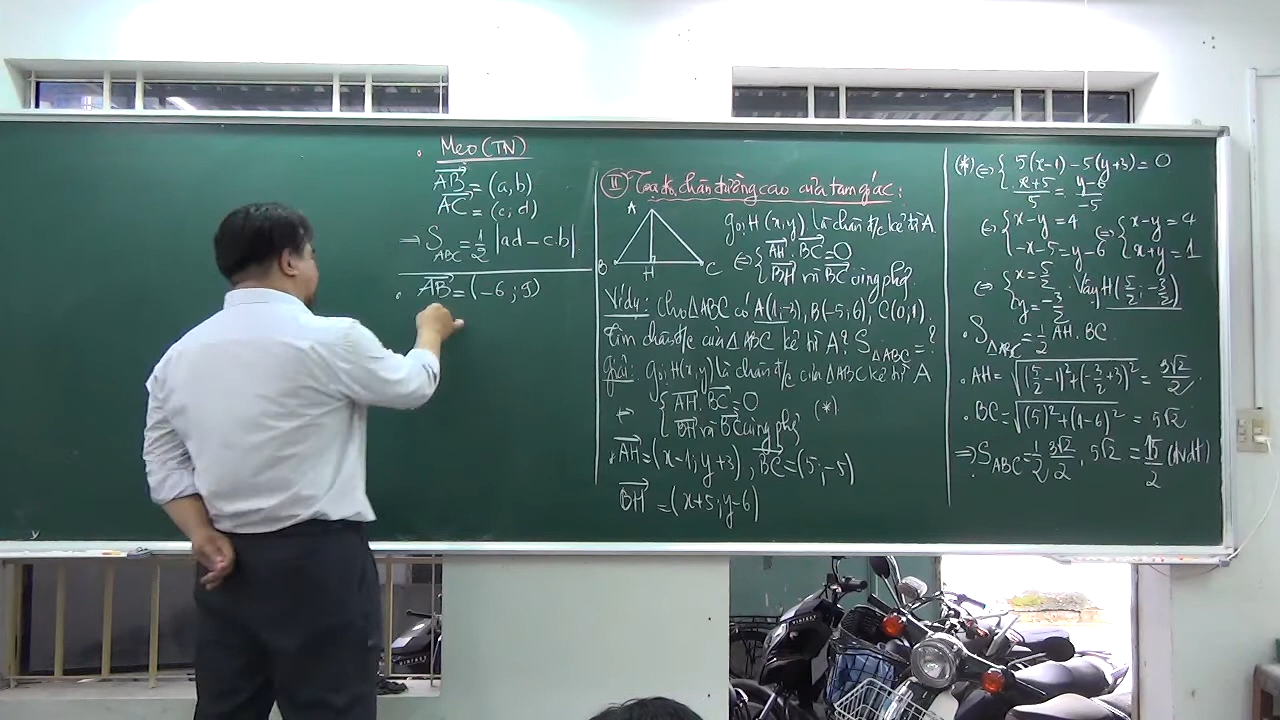 • Mẹo (TN)
AB→ = (a, b)
AC→ = (c, d)
⇒ S_ABC = 1/2 |ad – c.b|
• AB→ = (–6; 9)
II Tọa độ chân đường cao của tam giác:
A
B
H
C
gọi H(x,y) là chân đ/c kẻ từ A.
⇔ { AH→ . BC→ = 0
BH→ và BC→ cùng phg.
Ví dụ: Cho ΔABC có A(1,–3), B(–5,6), C(0,1).
Tìm chân đ/c của ΔABC kẻ từ A? S_ΔABC = ?
Giải: Gọi H(x,y) là chân đ/c của ΔABC kẻ từ A
⇔ { AH→ . BC→ = 0
BH→ và BC→ cùng phg (*)
• AH→ = (x–1; y+3), BC→ = (5;–5)
BH→ = (x+5; y–6)
(*) ⇔ { 5(x–1) – 5(y+3) = 0
(x+5)/5 = (y–6)/–5
⇔ { x–y = 4 ⇔ { x–y = 4
–x–5 = y–6 x+y = 1
⇔ { x = 5/2 . Vậy H(5/2; –3/2)
y = –3/2
• S_ΔABC = 1/2 AH. BC
• AH = √((5/2 –1)² + (–3/2 +3)²) = 3√2/2.
• BC = √((5)² + (1–6)²) = 5√2
⇒ S_ABC = 1/2 . 3√2/2 . 5√2 = 15/2 (đvdt)